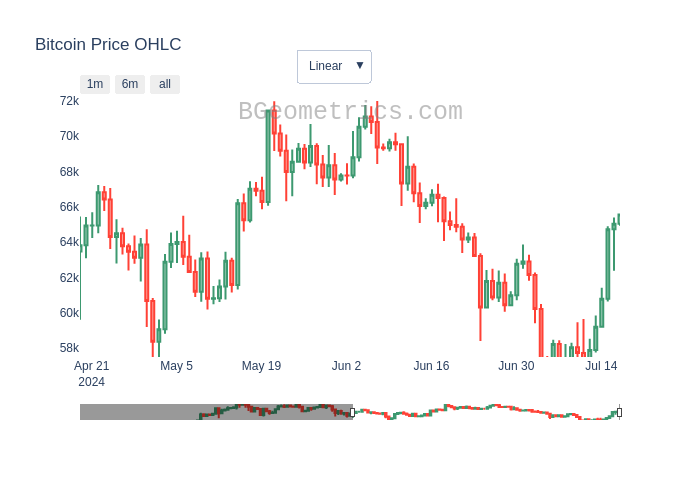 Bitcoin Price OHLC
Linear ▼
1m 6m all
BGeometrics.com
72k
70k
68k
66k
64k
62k
60k
58k
Apr 21 May 5 May 19 Jun 2 Jun 16 Jun 30 Jul 14
2024